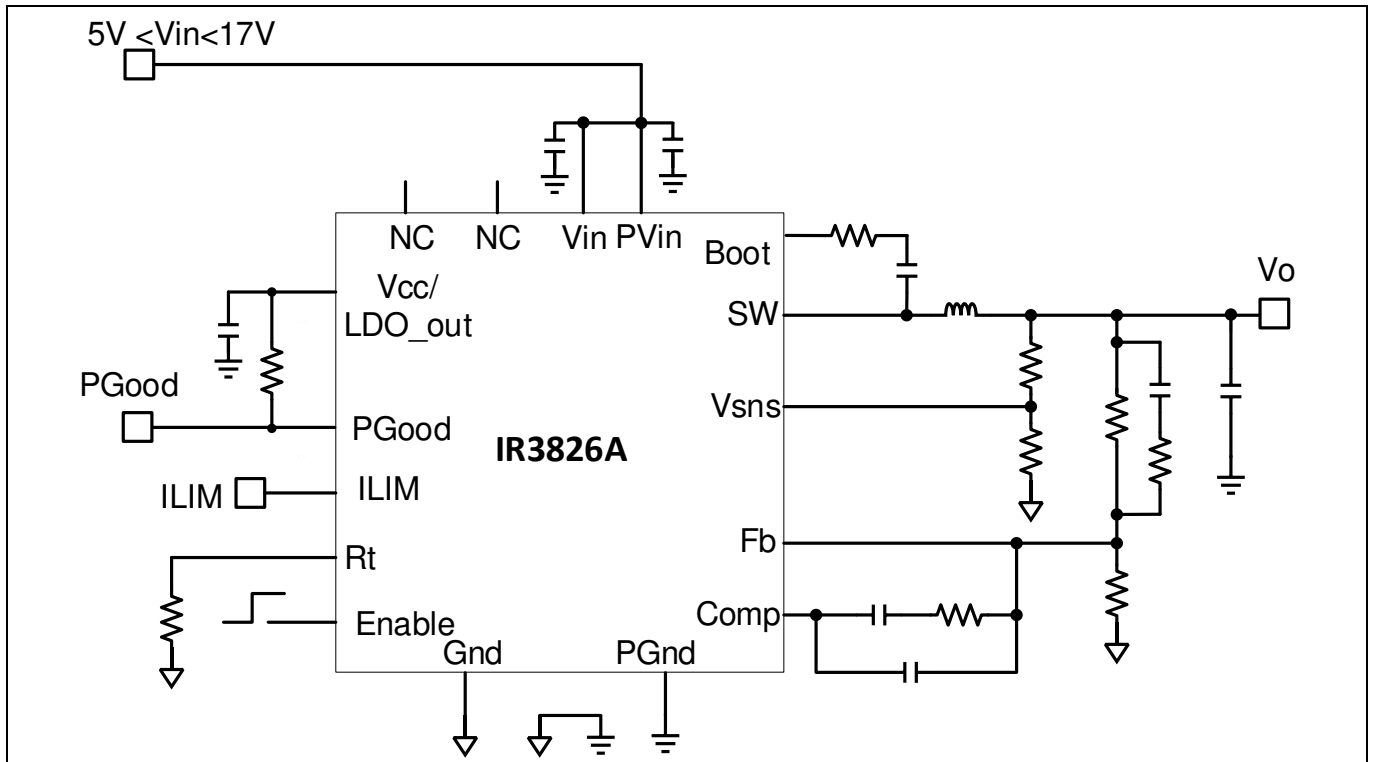 5V <Vin<17V
NC
NC
Vin
PVin
Boot
Vcc/
LDO_out
SW
Vo
PGood
PGood
Vsns
IR3826A
ILIM
ILIM
Rt
Fb
Enable
Comp
Gnd
PGnd